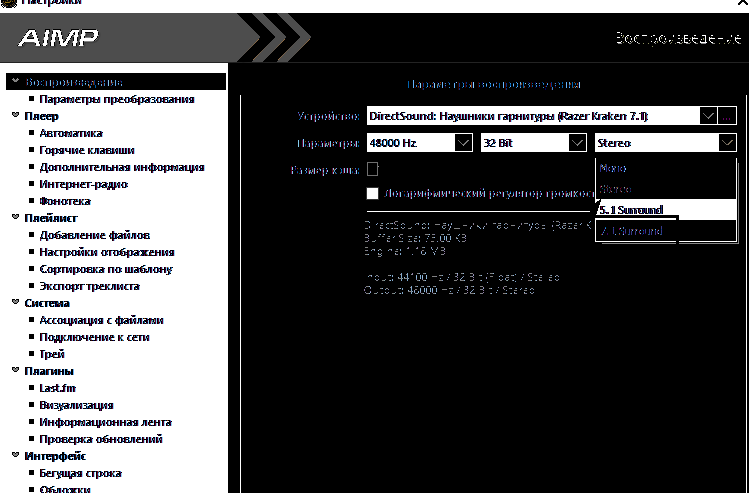 Настройки
AIMP
Воспроизведение
Воспроизведение
Параметры преобразования
Плеер
Автоматика
Горячие клавиши
Дополнительная информация
Интернет-радио
Фонотека
Плейлист
Добавление файлов
Настройки отображения
Сортировка по шаблону
Экспорт треклиста
Система
Ассоциация с файлами
Подключение к сети
Трей
Плагины
Last.fm
Визуализация
Информационная лента
Проверка обновлений
Интерфейс
Бегущая строка
Обложки
Параметры воспроизведения
Устройство: DirectSound: Наушники гарнитуры (Razer Kraken 7.1) ...
Параметры: 48000 Hz 32 Bit Stereo
Mono
Stereo
5.1 Surround
7.1 Surround
Размер кэша:
Логарифмический регулятор громкос
DirectSound: Наушники гарнитуры (Razer K
Buffer Size: 75.00 KB
Engine: 1.18 MB
Input: 44100 Hz / 32 Bit (Float) / Stereo
Output: 48000 Hz / 32 Bit / Stereo